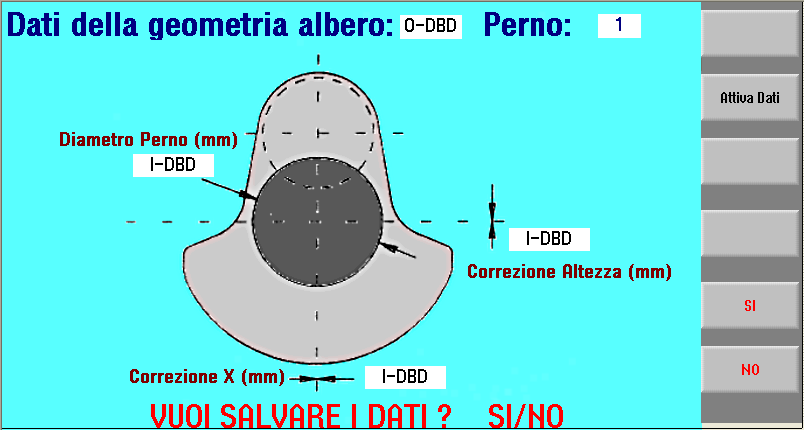 Dati della geometria albero: O-DBD Perno: 1
Attiva Dati
Diametro Perno (mm)
I-DBD
I-DBD
Correzione Altezza (mm)
SI
Correzione X (mm) I-DBD
NO
VUOI SALVARE I DATI ? SI/NO